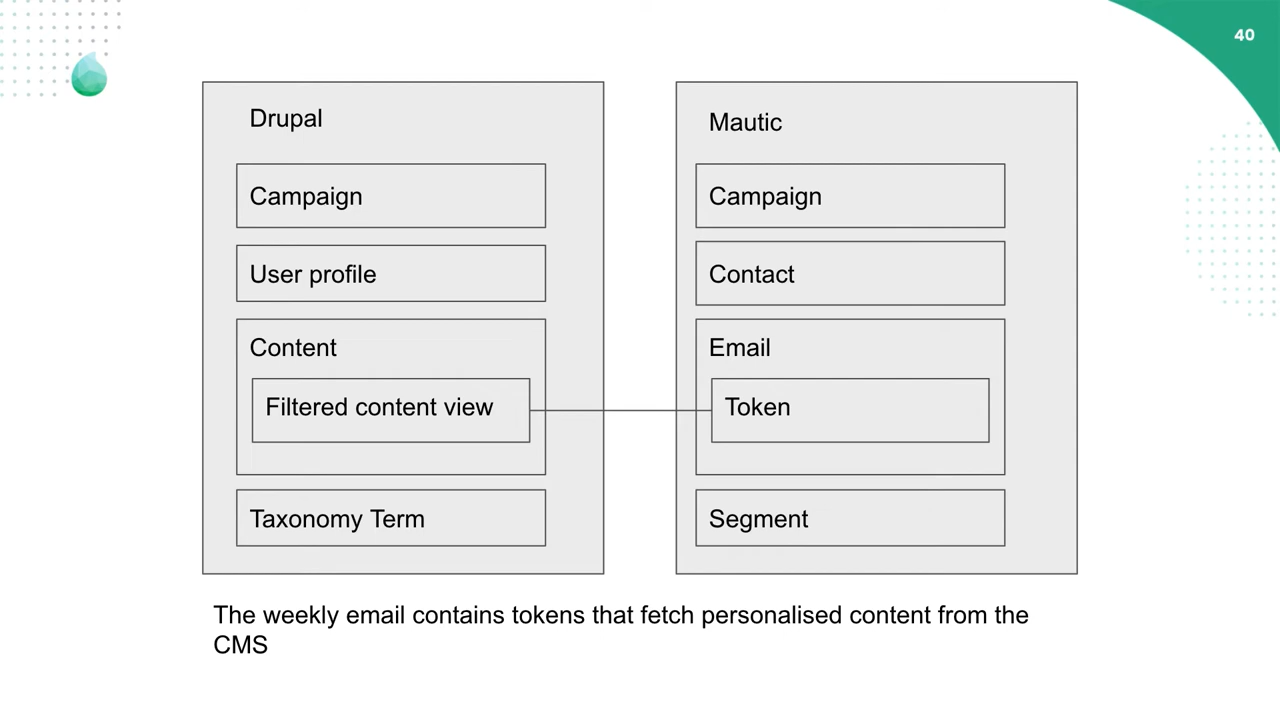 40
Drupal
Campaign
User profile
Content
Filtered content view
Taxonomy Term
Mautic
Campaign
Contact
Email
Token
Segment
The weekly email contains tokens that fetch personalised content from the
CMS